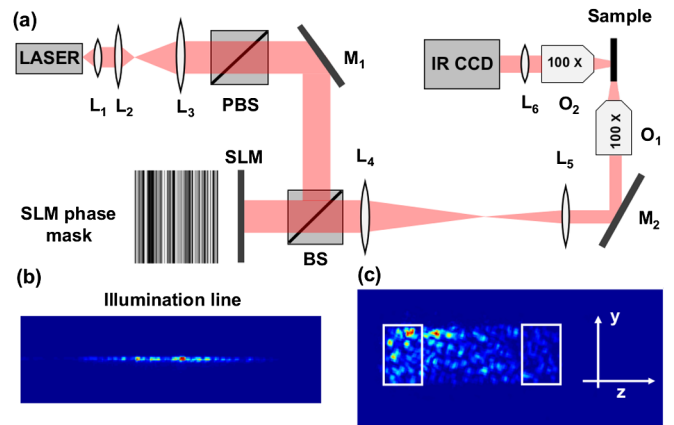 (a)
Sample
LASER
M1
IR CCD
100 X
L1 L2
L3
PBS
L6
O2
100 X
O1
SLM
L4
L5
SLM phase
mask
BS
M2
(b)
(c)
Illumination line
y
z